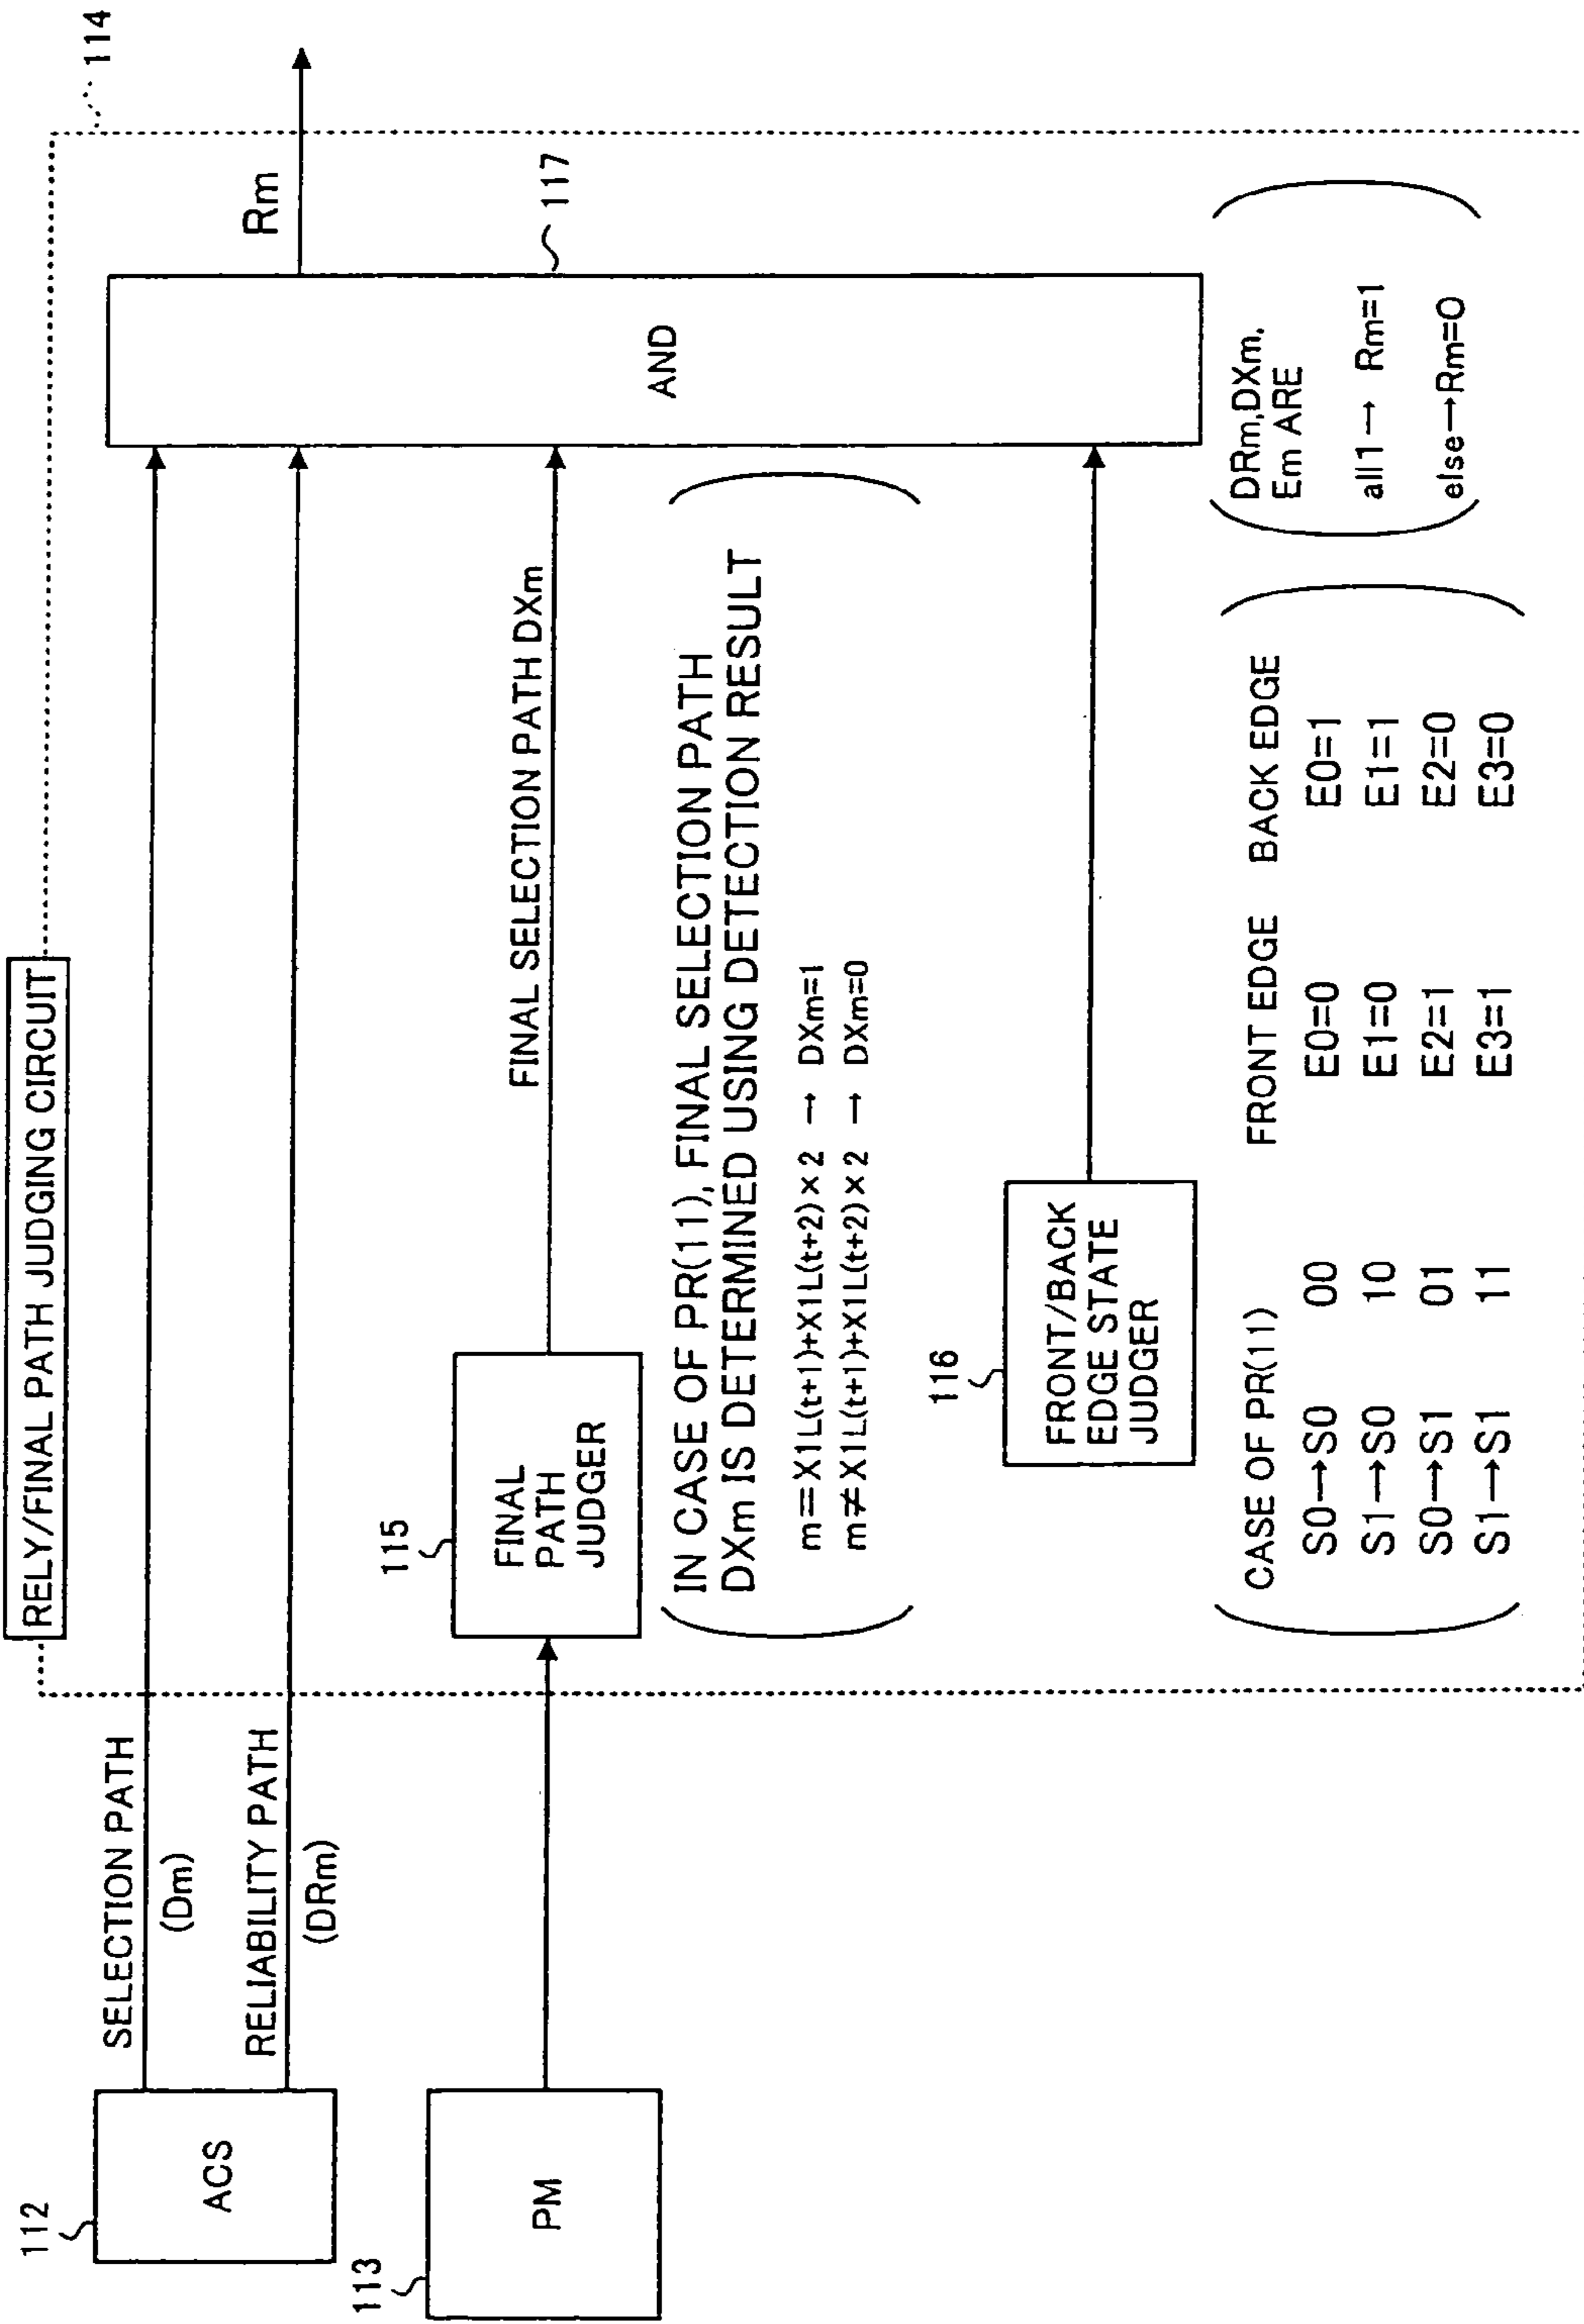 RELY/FINAL PATH JUDGING CIRCUIT
114
112
ACS
SELECTION PATH
(Dm)
RELIABILITY PATH
(DRm)
113
PM
115
FINAL
PATH
JUDGER
FINAL SELECTION PATH DXm
IN CASE OF PR(11), FINAL SELECTION PATH
DXm IS DETERMINED USING DETECTION RESULT
m=X1L(t+1)+X1L(t+2)×2 → DXm=1
m≠X1L(t+1)+X1L(t+2)×2 → DXm=0
116
FRONT/BACK
EDGE STATE
JUDGER
CASE OF PR(11) FRONT EDGE BACK EDGE
S0→S0 00 E0=0 E0=1
S1→S0 10 E1=0 E1=1
S0→S1 01 E2=1 E2=0
S1→S1 11 E3=1 E3=0
AND
117
Rm
DRm,DXm,
Em ARE
all1→ Rm=1
else→Rm=0